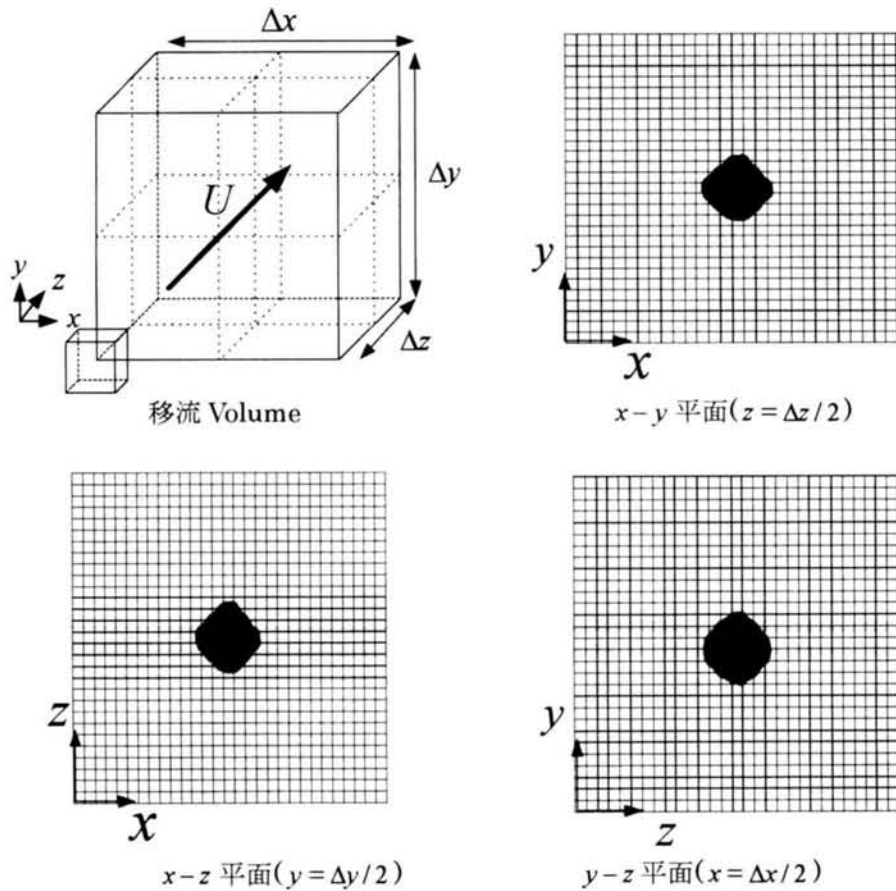 Δx
Δy
U
y
z
x
Δz
移流 Volume
y
x
x − y 平面(z = Δz/2)
z
x
x − z 平面(y = Δy/2)
y
z
y − z 平面(x = Δx/2)